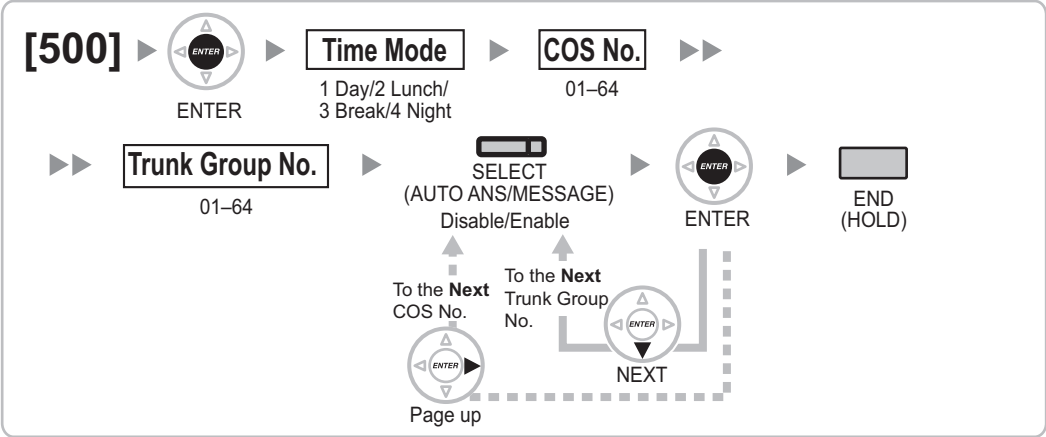 [500]
ENTER
ENTER
Time Mode
1 Day/2 Lunch/
3 Break/4 Night
COS No.
01–64
Trunk Group No.
01–64
SELECT
(AUTO ANS/MESSAGE)
Disable/Enable
ENTER
ENTER
END
(HOLD)
To the Next
COS No.
ENTER
Page up
To the Next
Trunk Group
No.
ENTER
NEXT